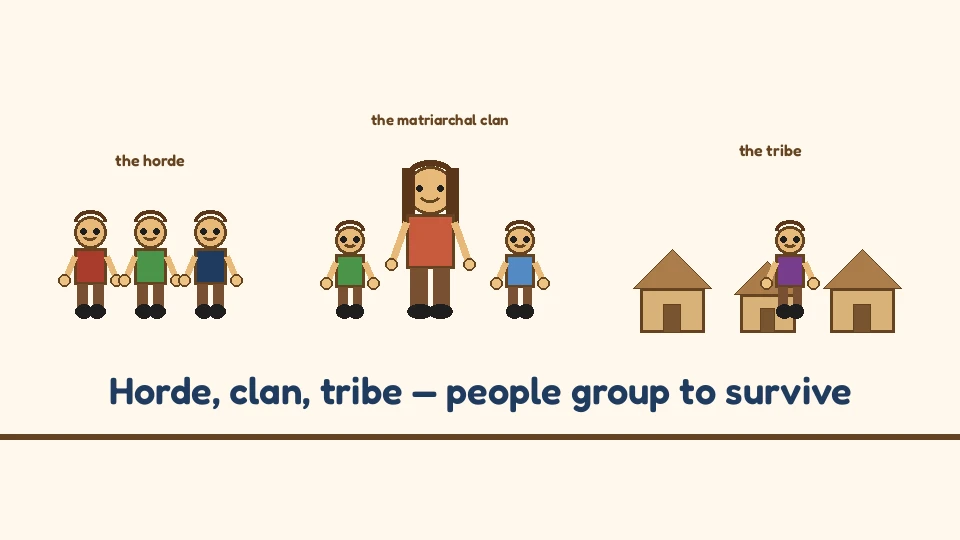 the horde
the matriarchal clan
the tribe
Horde, clan, tribe — people group to survive